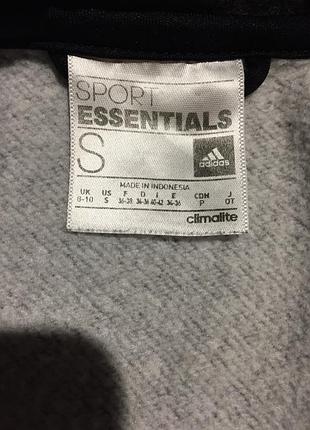 SPORT
ESSENTIALS
S
adidas
MADE IN INDONESIA
UK US F D I E CDN J
8-10 S 36-38 34-36 40-42 34-36 P OT
climalite